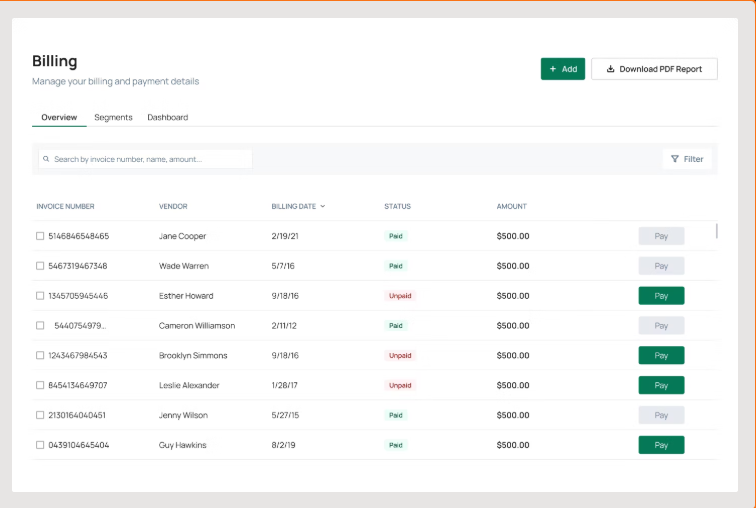 Billing
Manage your billing and payment details
+ Add
Download PDF Report
Overview Segments Dashboard
Search by invoice number, name, amount...
Filter
INVOICE NUMBER VENDOR BILLING DATE STATUS AMOUNT
5146846548465 Jane Cooper 2/19/21 Paid $500.00 Pay
5467319467348 Wade Warren 5/7/16 Paid $500.00 Pay
1345705945446 Esther Howard 9/18/16 Unpaid $500.00 Pay
5440754979... Cameron Williamson 2/11/12 Paid $500.00 Pay
1243467984543 Brooklyn Simmons 9/18/16 Unpaid $500.00 Pay
8454134649707 Leslie Alexander 1/28/17 Unpaid $500.00 Pay
2130164040451 Jenny Wilson 5/27/15 Paid $500.00 Pay
0439104645404 Guy Hawkins 8/2/19 Paid $500.00 Pay